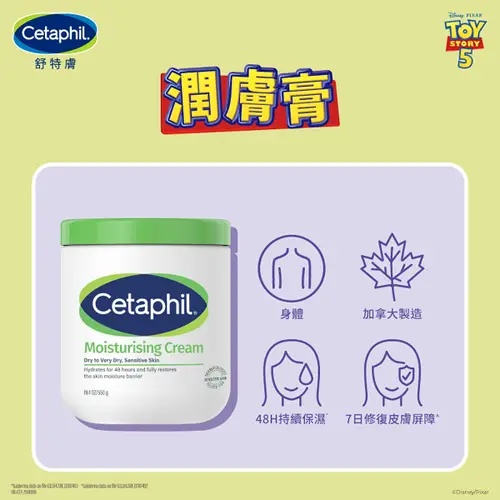 Cetaphil®
舒特膚
Disney · PIXAR
TOY
STORY
5
潤膚膏
Cetaphil®
Moisturising Cream
Dry to Very Dry, Sensitive Skin
Hydrates for 48 hours and fully restores
the skin moisture barrier
身體
加拿大製造
48H持續保濕^
7日修復皮膚屏障^
©Disney/Pixar